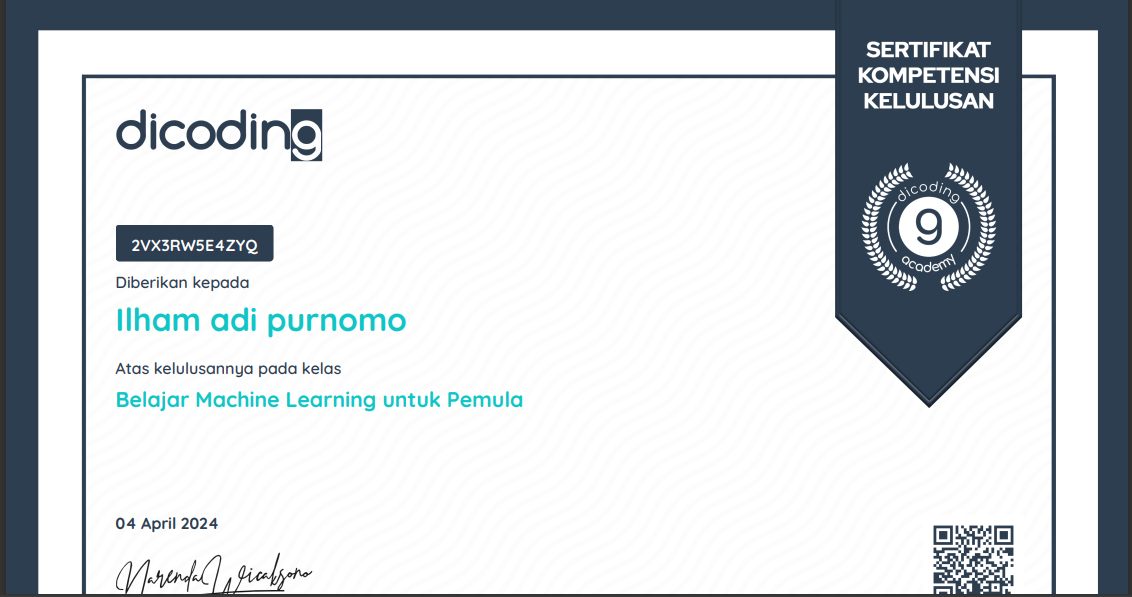 SERTIFIKAT
KOMPETENSI
KELULUSAN
dicoding
dicoding
9
academy
2VX3RW5E4ZYQ
Diberikan kepada
Ilham adi purnomo
Atas kelulusannya pada kelas
Belajar Machine Learning untuk Pemula
04 April 2024
Narenda Wicaksono